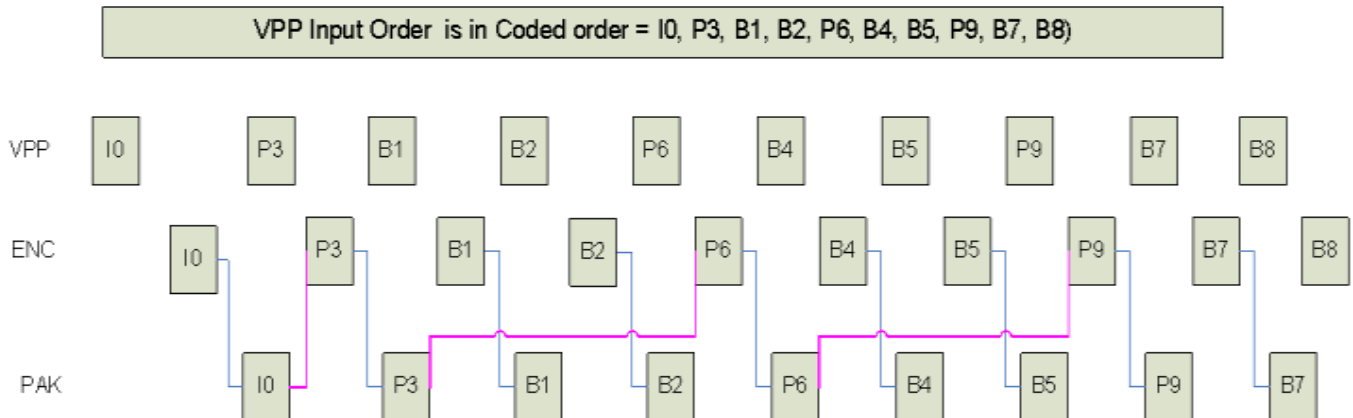 VPP Input Order is in Coded order = I0, P3, B1, B2, P6, B4, B5, P9, B7, B8)
VPP I0 P3 B1 B2 P6 B4 B5 P9 B7 B8
ENC I0 P3 B1 B2 P6 B4 B5 P9 B7 B8
PAK I0 P3 B1 B2 P6 B4 B5 P9 B7